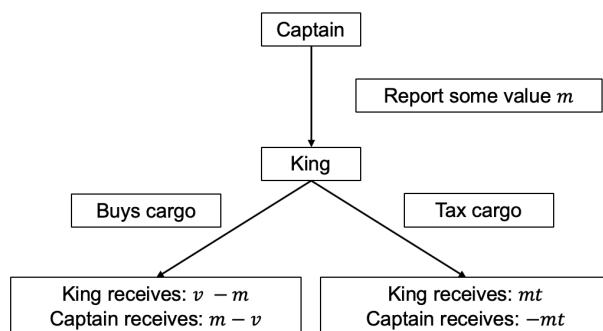 Captain
Report some value m
King
Buys cargo
Tax cargo
King receives: v − m
Captain receives: m − v
King receives: mt
Captain receives: −mt